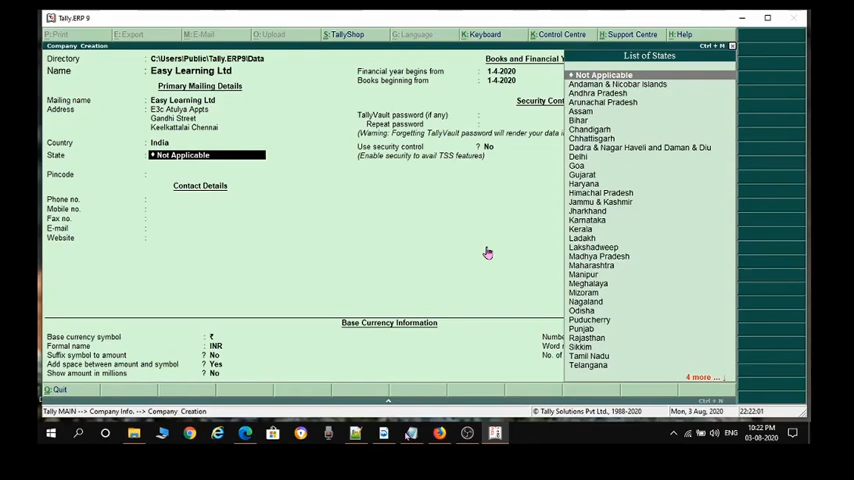 Tally.ERP 9
P:Print E:Export M:E-Mail O:Upload S:TallyShop G:Language K:Keyboard K:Control Centre H:Support Centre H:Help
Company Creation Ctrl + M
Directory : C:\Users\Public\Tally.ERP9\Data
Name : Easy Learning Ltd
Primary Mailing Details
Mailing name : Easy Learning Ltd
Address : E3c Atulya Appts
Gandhi Street
Keelkattalai Chennai
Country : India
State : ♦ Not Applicable
Pincode :
Contact Details
Phone no. :
Mobile no. :
Fax no. :
E-mail :
Website :
Books and Financial Y
Financial year begins from : 1-4-2020
Books beginning from : 1-4-2020
Security Cont
TallyVault password (if any) :
Repeat password :
(Warning: Forgetting TallyVault password will render your data i
Use security control ? No
(Enable security to avail TSS features)
List of States
♦ Not Applicable
Andaman & Nicobar Islands
Andhra Pradesh
Arunachal Pradesh
Assam
Bihar
Chandigarh
Chhattisgarh
Dadra & Nagar Haveli and Daman & Diu
Delhi
Goa
Gujarat
Haryana
Himachal Pradesh
Jammu & Kashmir
Jharkhand
Karnataka
Kerala
Ladakh
Lakshadweep
Madhya Pradesh
Maharashtra
Manipur
Meghalaya
Mizoram
Nagaland
Odisha
Puducherry
Punjab
Rajasthan
Sikkim
Tamil Nadu
Telangana
4 more ... ↓
Base Currency Information
Base currency symbol : ₹
Formal name : INR
Suffix symbol to amount ? No
Add space between amount and symbol ? Yes
Show amount in millions ? No
Numb
Word
No. of
Q:Quit
Ctrl + N
Tally MAIN --> Company Info. --> Company Creation © Tally Solutions Pvt Ltd., 1988-2020 Mon, 3 Aug, 2020 22:22:01
ENG 10:22 PM
03-08-2020